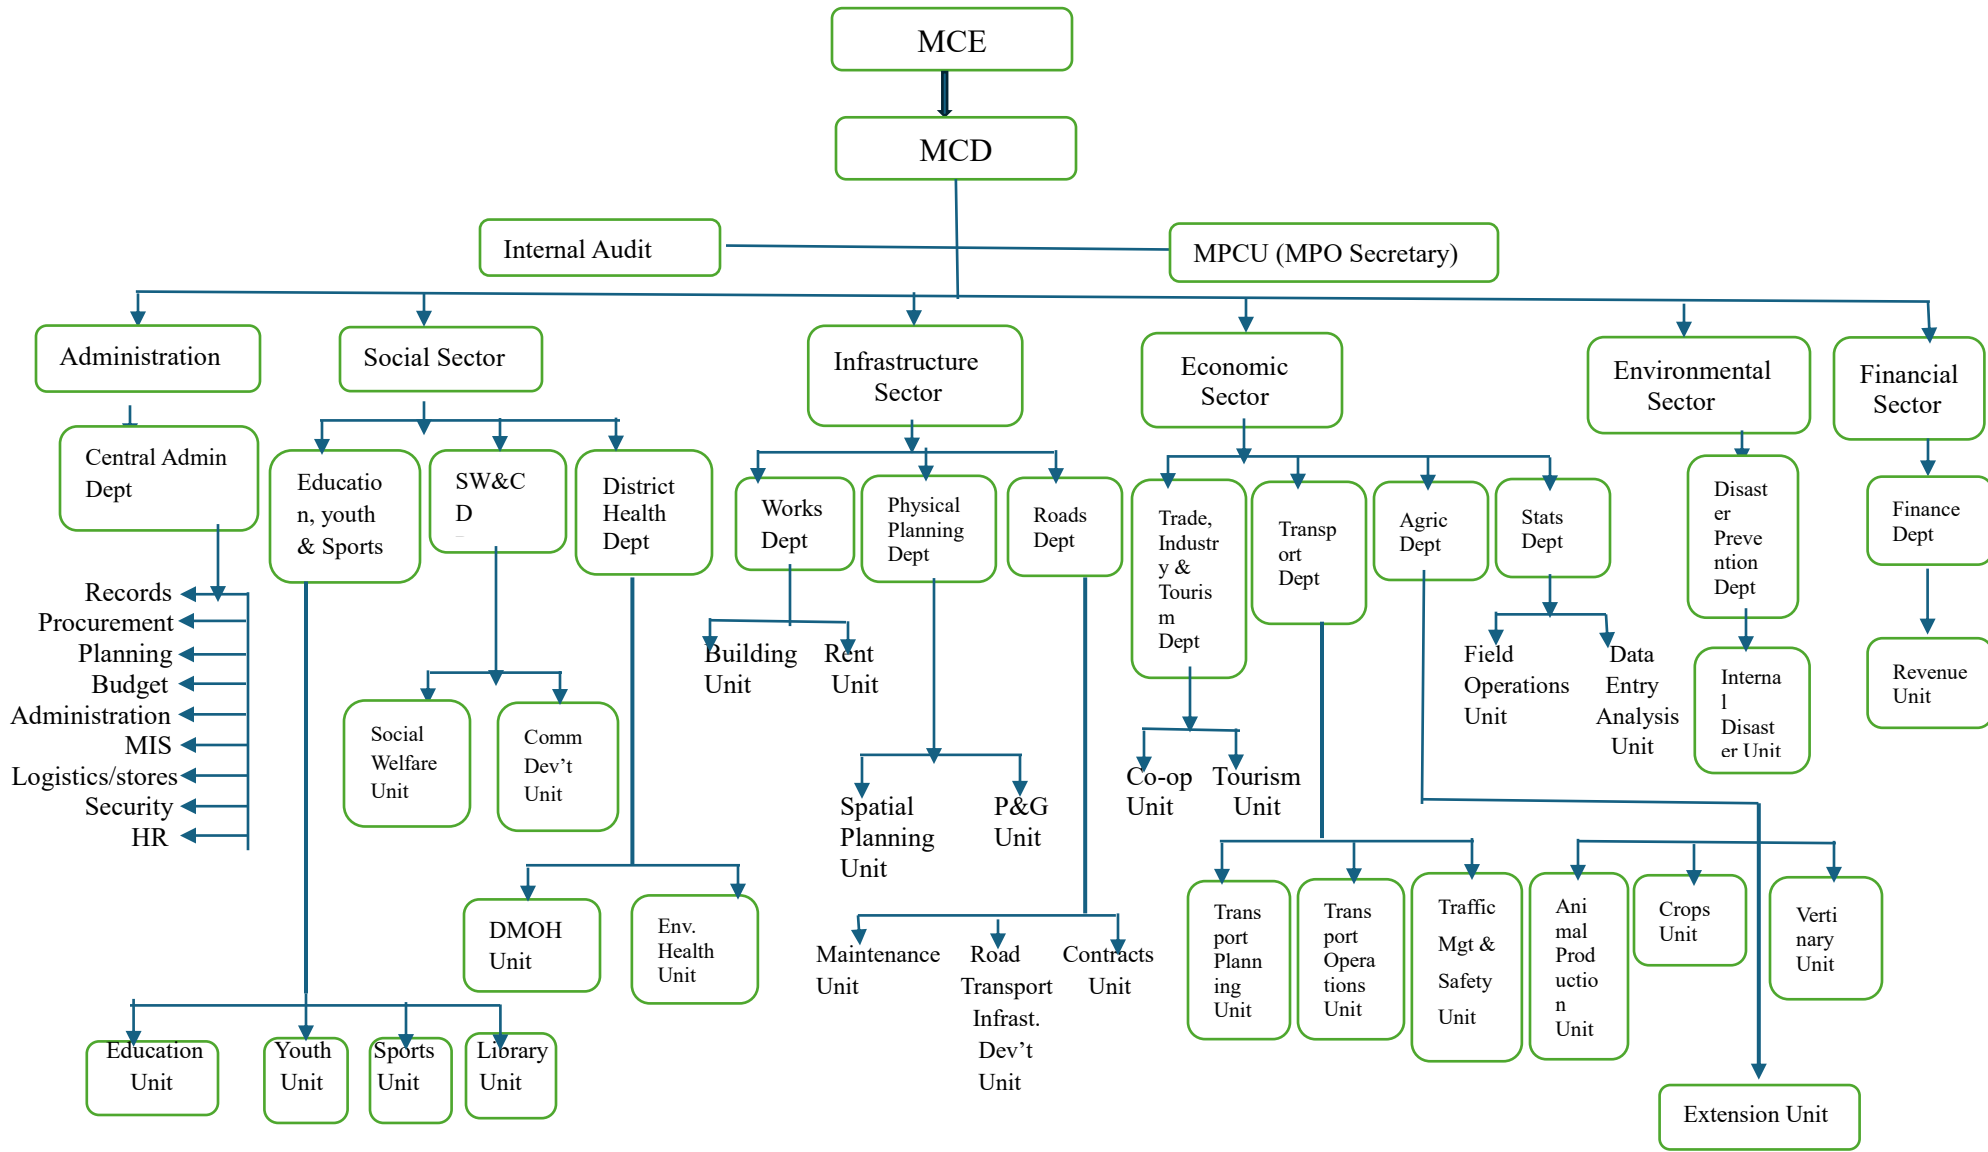 MCE
MCD
Internal Audit
MPCU (MPO Secretary)
Administration
Social Sector
Infrastructure
Sector
Economic
Sector
Environmental
Sector
Financial
Sector
Central Admin
Dept
Educatio
n, youth
& Sports
SW&C
D
District
Health
Dept
Works
Dept
Physical
Planning
Dept
Roads
Dept
Trade,
Industr
y &
Touris
m
Dept
Transp
ort
Dept
Agric
Dept
Stats
Dept
Disast
er
Preve
ntion
Dept
Finance
Dept
Records
Procurement
Planning
Budget
Administration
MIS
Logistics/stores
Security
HR
Social
Welfare
Unit
Comm
Dev't
Unit
Building
Unit
Rent
Unit
Field
Operations
Unit
Data
Entry
Analysis
Unit
Interna
l
Disast
er Unit
Revenue
Unit
Spatial
Planning
Unit
P&G
Unit
Co-op
Unit
Tourism
Unit
DMOH
Unit
Env.
Health
Unit
Maintenance
Unit
Road
Transport
Infrast.
Dev't
Unit
Contracts
Unit
Trans
port
Plann
ing
Unit
Trans
port
Opera
tions
Unit
Traffic
Mgt &
Safety
Unit
Ani
mal
Prod
uctio
n
Unit
Crops
Unit
Verti
nary
Unit
Education
Unit
Youth
Unit
Sports
Unit
Library
Unit
Extension Unit